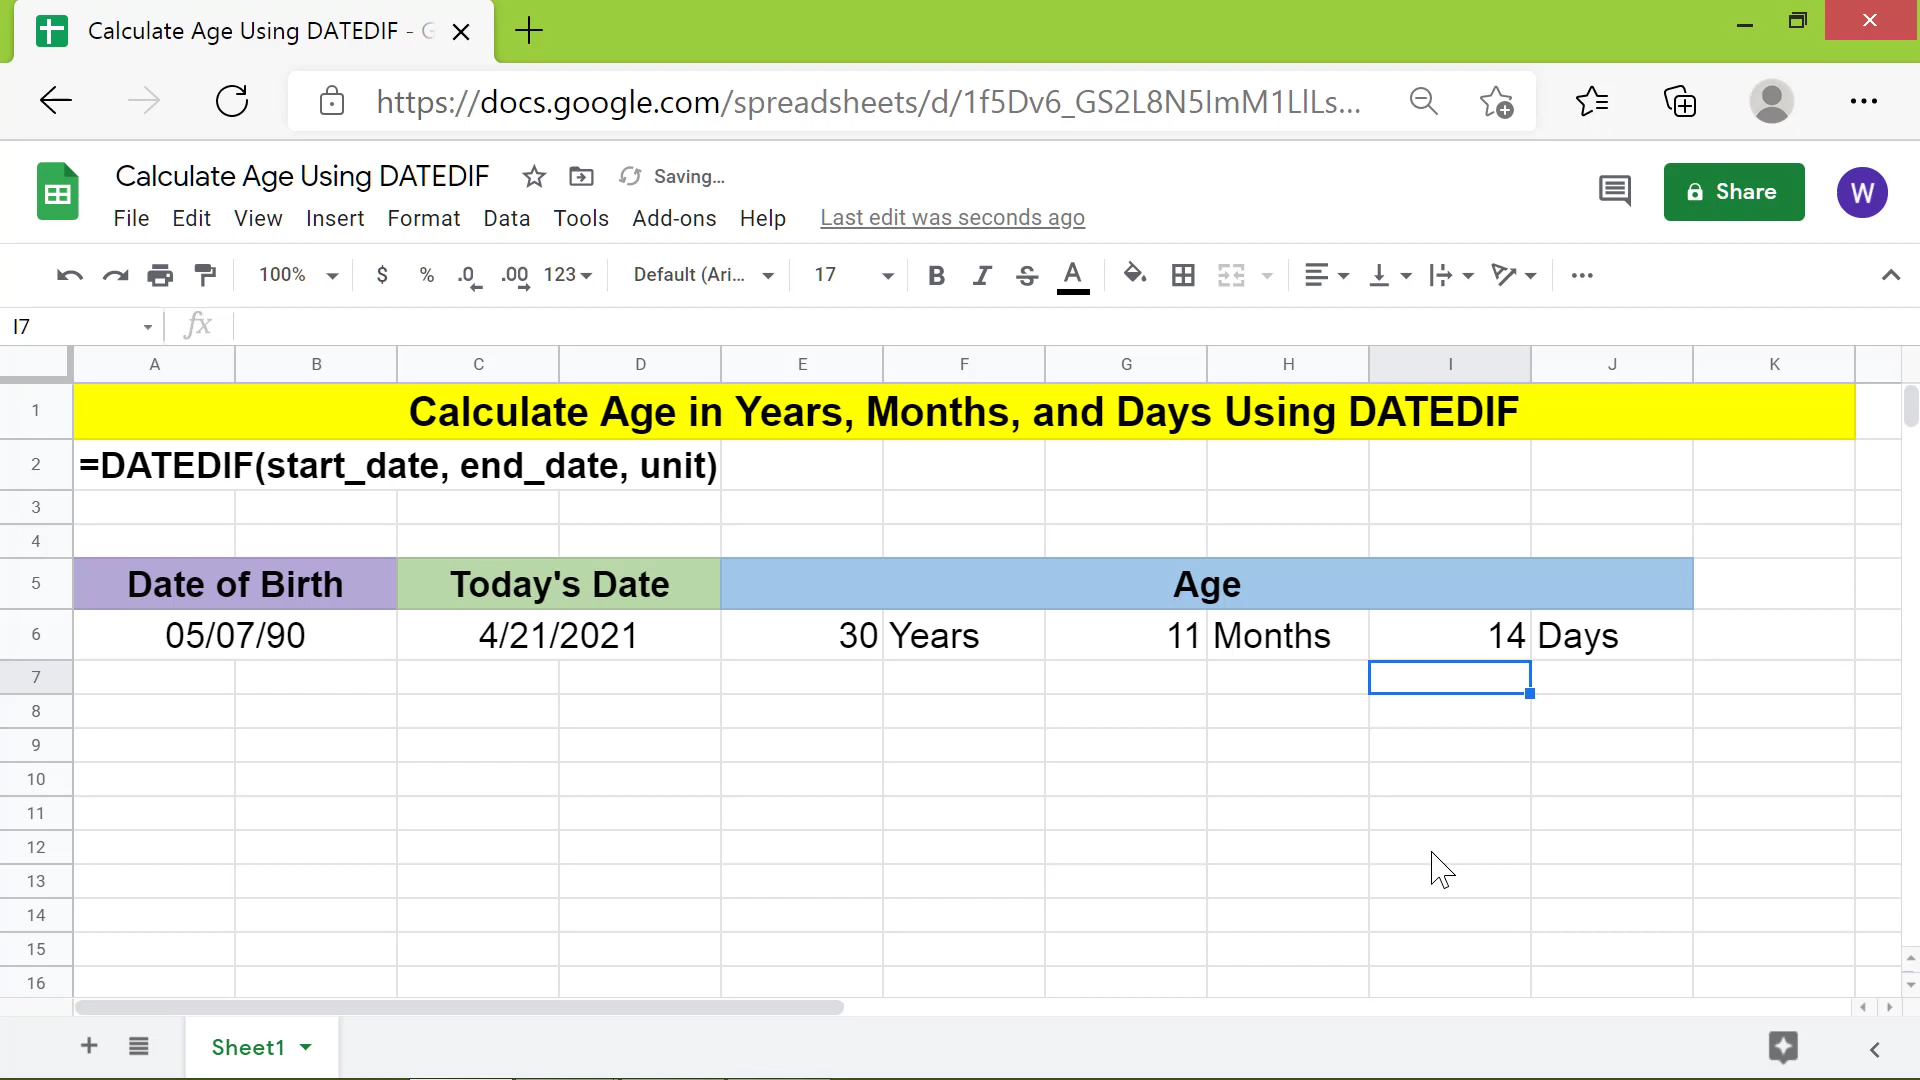 Calculate Age Using DATEDIF - G
https://docs.google.com/spreadsheets/d/1f5Dv6_GS2L8N5ImM1LlLs...
Calculate Age Using DATEDIF Saving...
File Edit View Insert Format Data Tools Add-ons Help Last edit was seconds ago
Share
W
100% $ % .0 .00 123 Default (Ari... 17 B I S A
I7 fx
A B C D E F G H I J K
1 Calculate Age in Years, Months, and Days Using DATEDIF
2 =DATEDIF(start_date, end_date, unit)
3
4
5 Date of Birth Today's Date Age
6 05/07/90 4/21/2021 30 Years 11 Months 14 Days
7
8
9
10
11
12
13
14
15
16
Sheet1